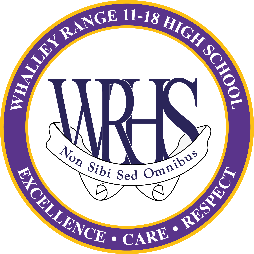 WHALLEY RANGE 11-18 HIGH SCHOOL
WRHS
Non Sibi Sed Omnibus
EXCELLENCE • CARE • RESPECT